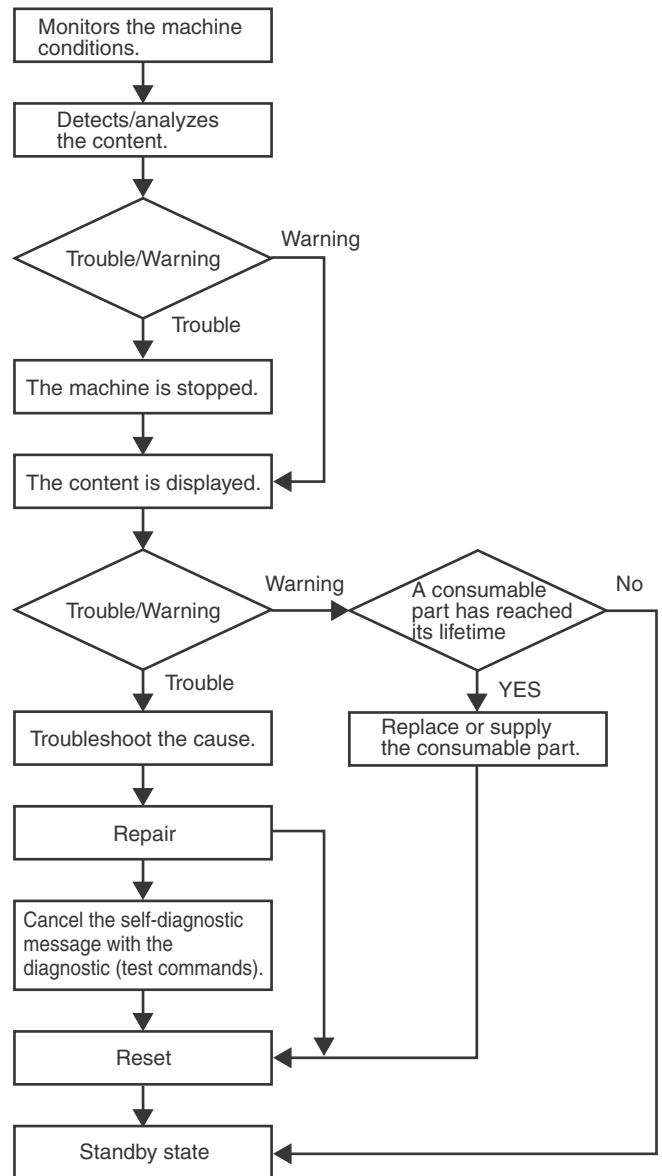 Monitors the machine
conditions.
Detects/analyzes
the content.
Trouble/Warning
Warning
Trouble
The machine is stopped.
The content is displayed.
Trouble/Warning
Warning
A consumable
part has reached
its lifetime
No
Trouble
YES
Troubleshoot the cause.
Replace or supply
the consumable part.
Repair
Cancel the self-diagnostic
message with the
diagnostic (test commands).
Reset
Standby state